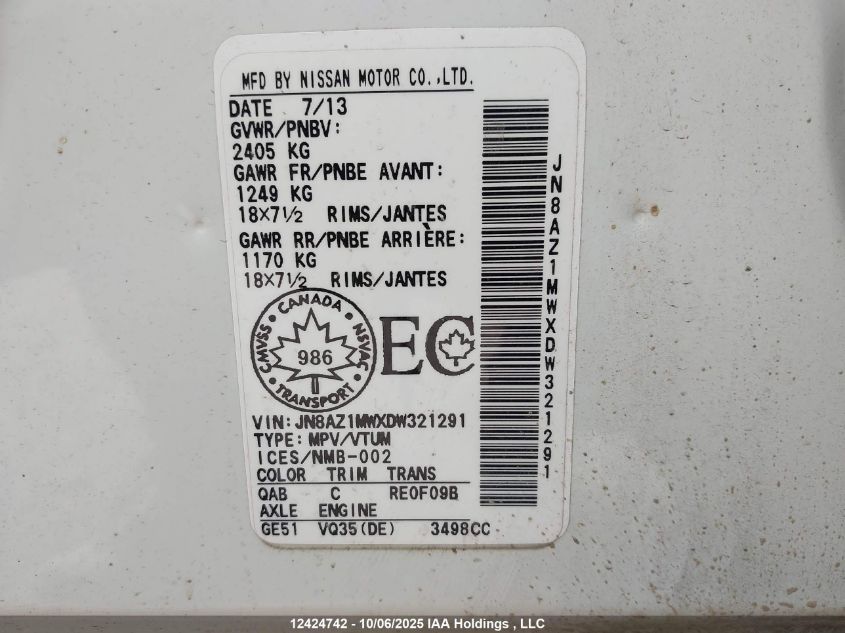 MFD BY NISSAN MOTOR CO.,LTD.
DATE 7/13
GVWR/PNBV:
2405 KG
GAWR FR/PNBE AVANT:
1249 KG
18X7½ RIMS/JANTES
GAWR RR/PNBE ARRIÈRE:
1170 KG
18X7½ RIMS/JANTES
CANADA
CMVSS NSVAC
986
TRANSPORT
EC
VIN: JN8AZ1MWXDW321291
TYPE: MPV/VTUM
ICES/NMB-002
COLOR TRIM TRANS
QAB C RE0F09B
AXLE ENGINE
GE51 VQ35(DE) 3498CC
JN8AZ1MWXDW321291
12424742 - 10/06/2025 IAA Holdings , LLC